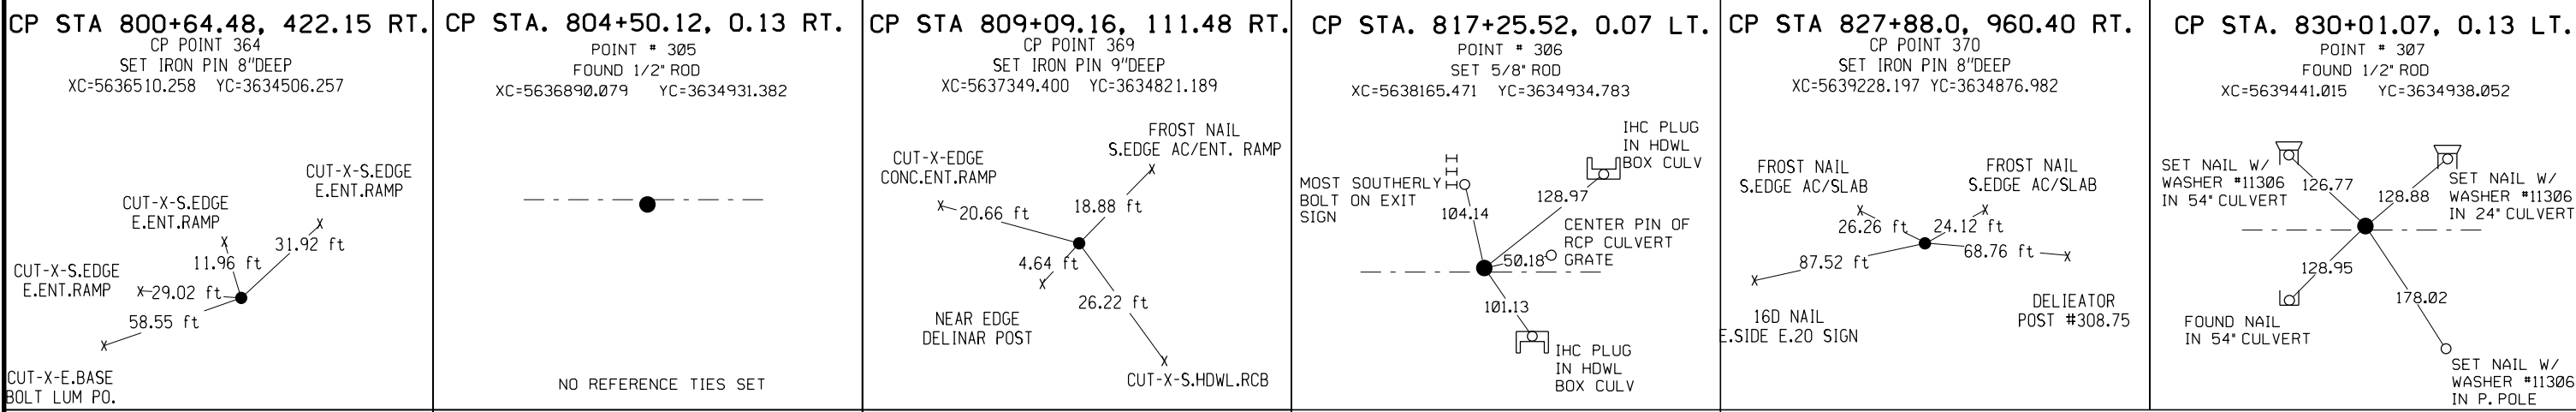 CP STA 800+64.48, 422.15 RT.
CP POINT 364
SET IRON PIN 8"DEEP
XC=5636510.258 YC=3634506.257
CUT-X-S.EDGE
E.ENT.RAMP
CUT-X-S.EDGE
E.ENT.RAMP
31.92 ft
11.96 ft
CUT-X-S.EDGE
E.ENT.RAMP
X 29.02 ft
58.55 ft
CUT-X-E.BASE
BOLT LUM PO.
CP STA. 804+50.12, 0.13 RT.
POINT # 305
FOUND 1/2" ROD
XC=5636890.079 YC=3634931.382
NO REFERENCE TIES SET
CP STA 809+09.16, 111.48 RT.
CP POINT 369
SET IRON PIN 9"DEEP
XC=5637349.400 YC=3634821.189
FROST NAIL
S.EDGE AC/ENT. RAMP
CUT-X-EDGE
CONC.ENT.RAMP
20.66 ft
18.88 ft
4.64 ft
26.22 ft
NEAR EDGE
DELINAR POST
CUT-X-S.HDWL.RCB
CP STA. 817+25.52, 0.07 LT.
POINT # 306
SET 5/8" ROD
XC=5638165.471 YC=3634934.783
IHC PLUG
IN HDWL
BOX CULV
MOST SOUTHERLY
BOLT ON EXIT
SIGN
128.97
104.14
CENTER PIN OF
RCP CULVERT
GRATE
50.18
101.13
IHC PLUG
IN HDWL
BOX CULV
CP STA 827+88.0, 960.40 RT.
CP POINT 370
SET IRON PIN 8"DEEP
XC=5639228.197 YC=3634876.982
FROST NAIL
S.EDGE AC/SLAB
FROST NAIL
S.EDGE AC/SLAB
26.26 ft
24.12 ft
87.52 ft
68.76 ft
16D NAIL
E.SIDE E.20 SIGN
DELIEATOR
POST #308.75
CP STA. 830+01.07, 0.13 LT.
POINT # 307
FOUND 1/2" ROD
XC=5639441.015 YC=3634938.052
SET NAIL W/
WASHER #11306
IN 54" CULVERT
126.77
128.88
SET NAIL W/
WASHER #11306
IN 24" CULVERT
128.95
178.02
FOUND NAIL
IN 54" CULVERT
SET NAIL W/
WASHER #11306
IN P. POLE